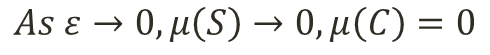 As ε → 0, μ(S) → 0, μ(C) = 0